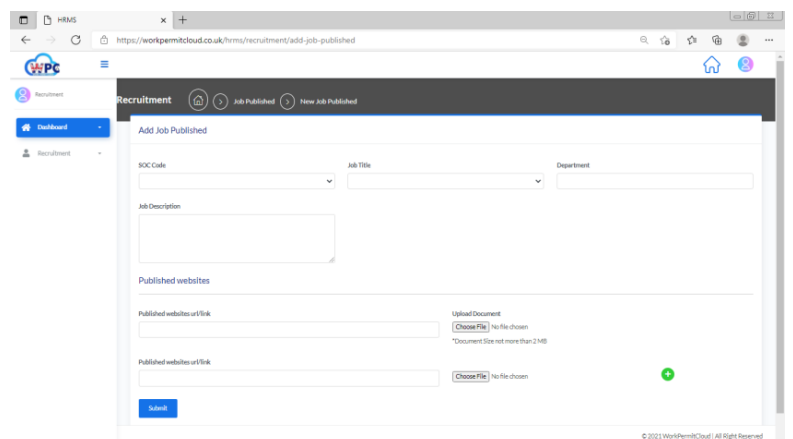 HRMS
https://workpermitcloud.co.uk/hrms/recruitment/add-job-published
WPC
Recruitment
Recruitment
Job Published
New Job Published
Dashboard
Recruitment
Add Job Published
SOC Code
Job Title
Department
Job Description
Published websites
Published websites url/link
Upload Document
Choose File No file chosen
*Document Size not more than 2 MB
Published websites url/link
Choose File No file chosen
Submit
© 2021 WorkPermitCloud | All Right Reserved